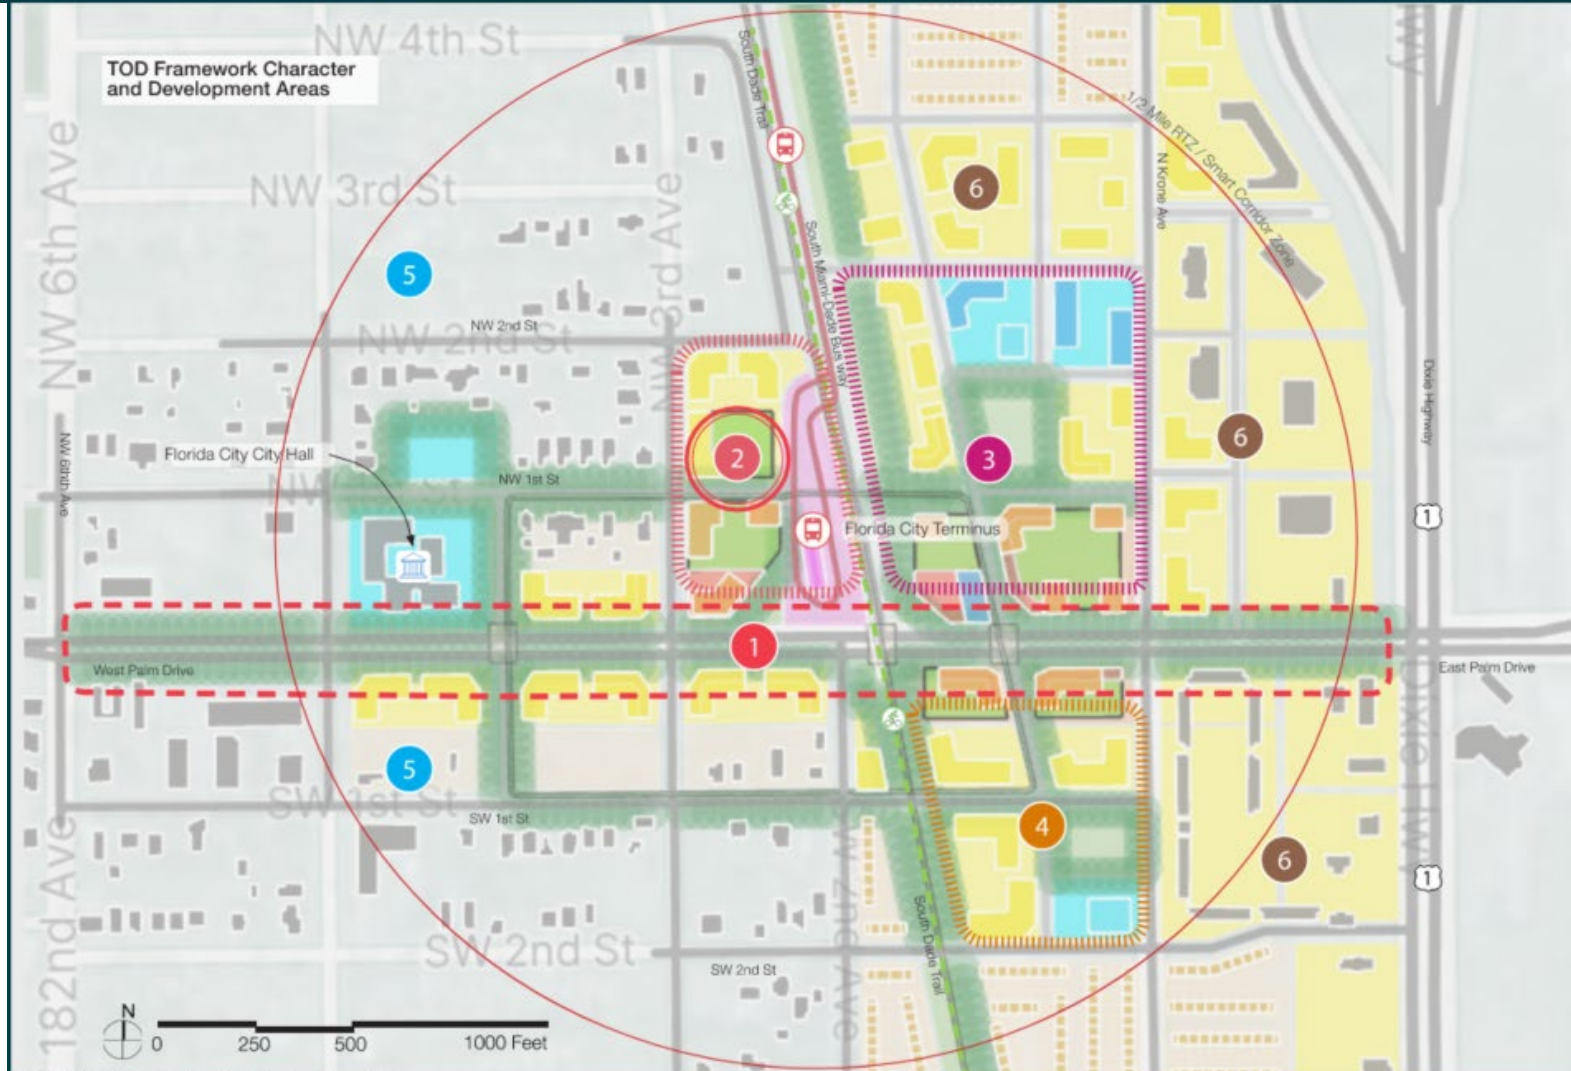 TOD Framework Character
and Development Areas
NW 4th St
South Dade Trail
1/2 Mile RTZ / Smart Corridor Zone
NW 6th Ave
NW 3rd St
6
N Krone Ave
5
NW 3rd Ave
South Miami-Dade Bus way
NW 2nd St
NW 2nd St
Dixie Highway
Florida City City Hall
2
3
6
NW 6hth Ave
NW 1st St
Florida City Terminus
1
1
West Palm Drive
East Palm Drive
5
SW 1st St
SW 1st St
4
6
1
Dixie Hwy
182nd Ave
SW 2nd St
SW 2nd St
South Dade Trail
N
0 250 500 1000 Feet